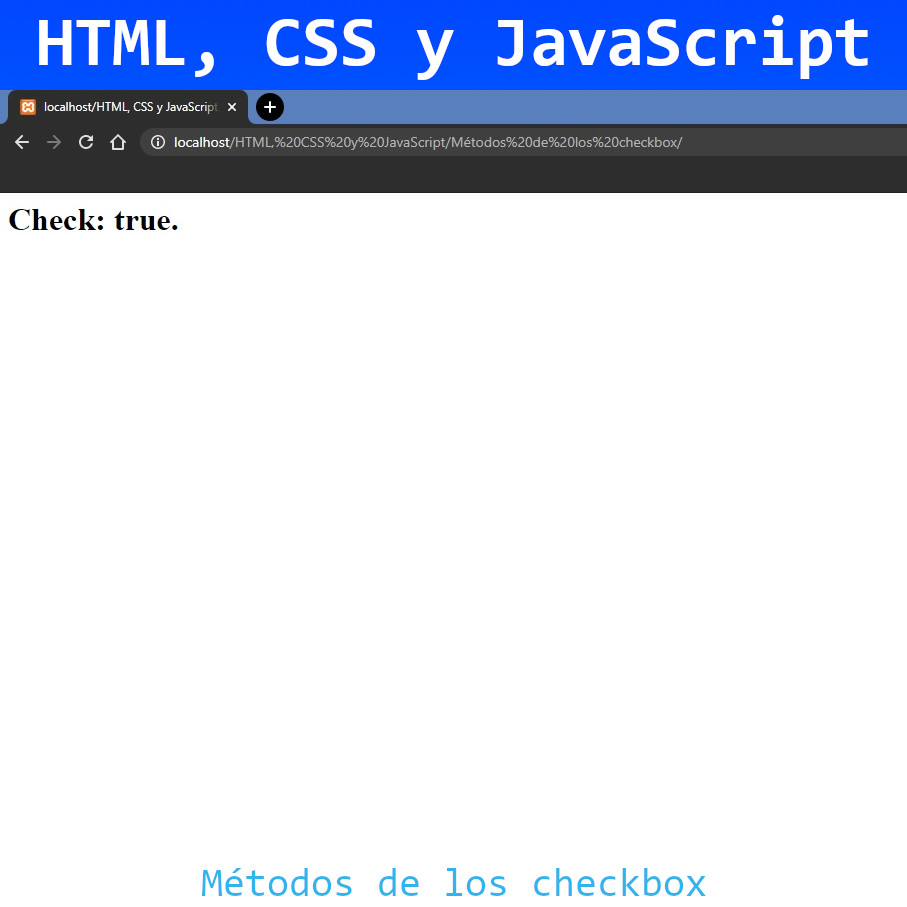 HTML, CSS y JavaScript
localhost/HTML, CSS y JavaScript
localhost/HTML,%20CSS%20y%20JavaScript/Métodos%20de%20los%20checkbox/
Check: true.
Métodos de los checkbox